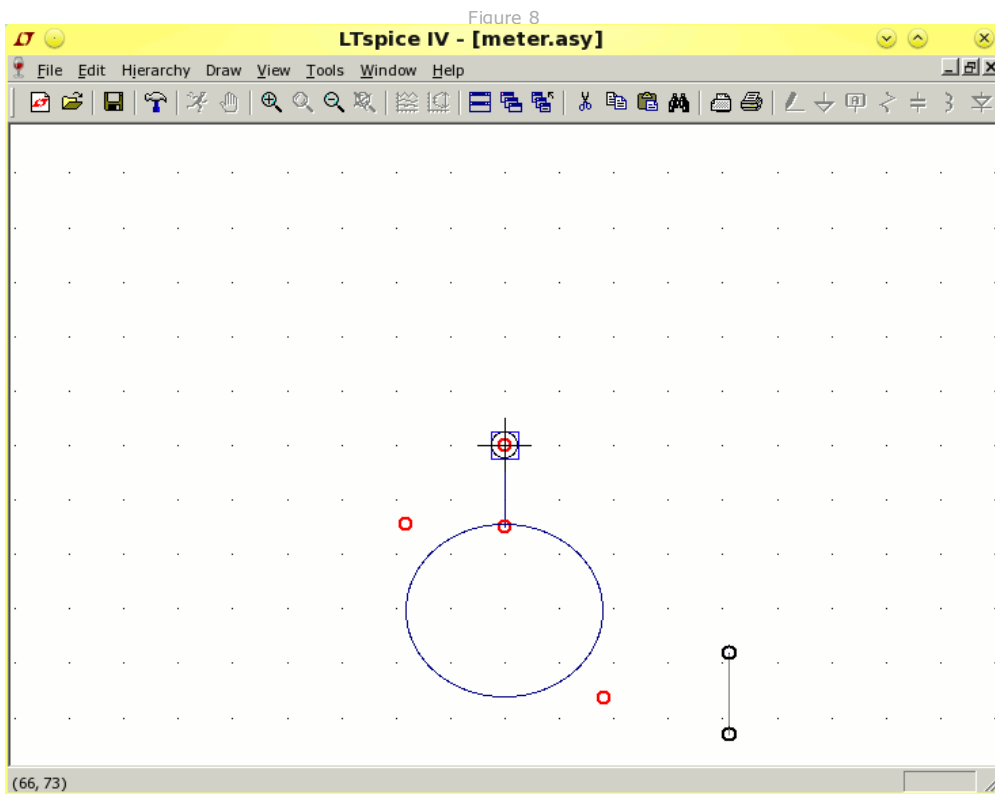 Figure 8
LTspice IV - [meter.asy]
File Edit Hierarchy Draw View Tools Window Help
(66, 73)